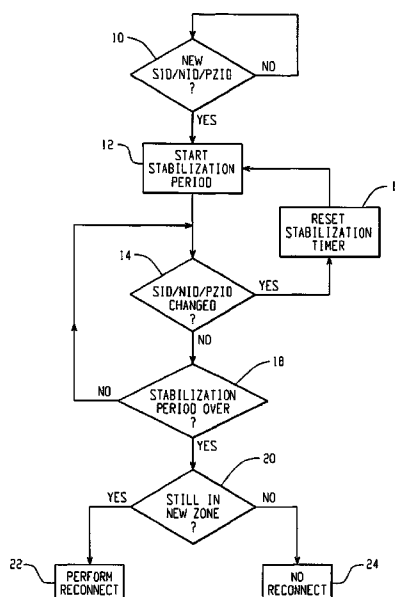 10
NEW
SID/NID/PZID
?
NO
YES
12
START
STABILIZATION
PERIOD
RESET
STABILIZATION
TIMER
14
SID/NID/PZID
CHANGED
?
YES
NO
18
STABILIZATION
PERIOD OVER
?
NO
YES
20
STILL IN
NEW ZONE
?
YES
NO
22
PERFORM
RECONNECT
24
NO
RECONNECT